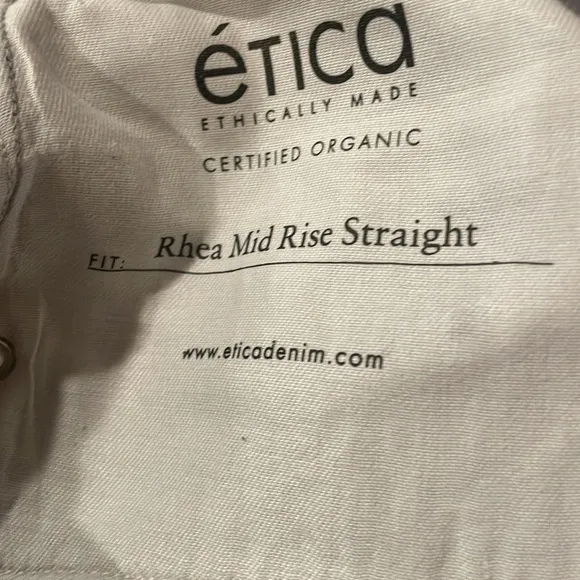 éTICa
ETHICALLY MADE
CERTIFIED ORGANIC
FIT: Rhea Mid Rise Straight
www.eticadenim.com